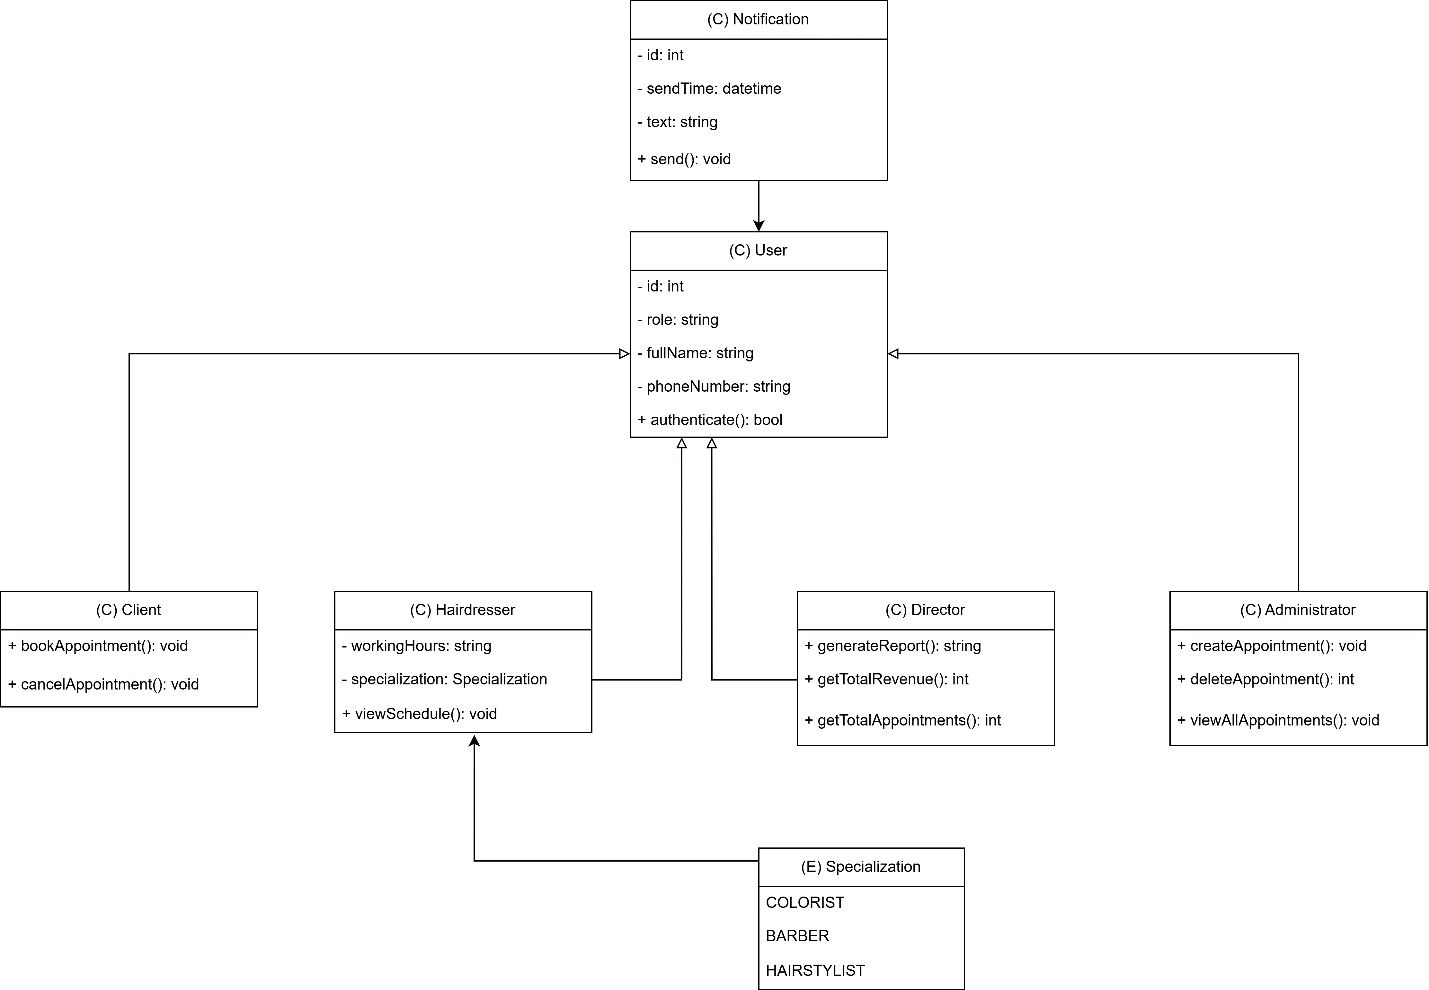 (C) Notification
- id: int
- sendTime: datetime
- text: string
+ send(): void
(C) User
- id: int
- role: string
- fullName: string
- phoneNumber: string
+ authenticate(): bool
(C) Client
+ bookAppointment(): void
+ cancelAppointment(): void
(C) Hairdresser
- workingHours: string
- specialization: Specialization
+ viewSchedule(): void
(C) Director
+ generateReport(): string
+ getTotalRevenue(): int
+ getTotalAppointments(): int
(C) Administrator
+ createAppointment(): void
+ deleteAppointment(): int
+ viewAllAppointments(): void
(E) Specialization
COLORIST
BARBER
HAIRSTYLIST